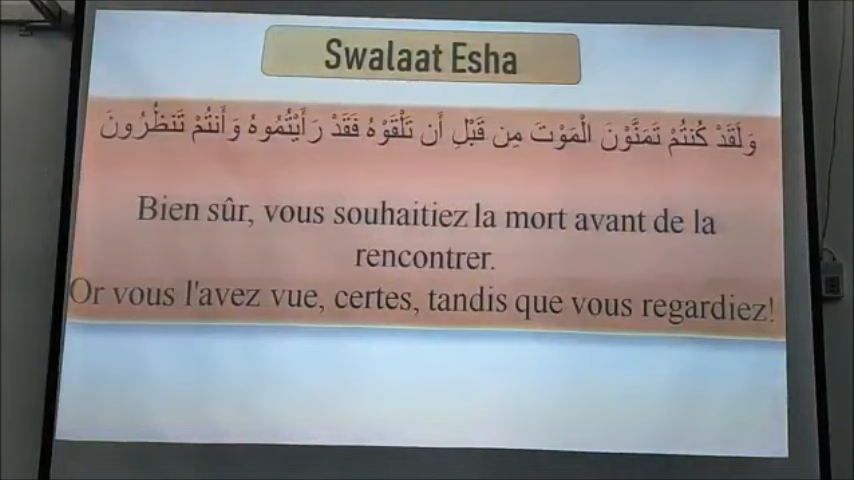 Swalaat Esha
وَلَقَدْ كُنتُمْ تَمَنَّوْنَ الْمَوْتَ مِن قَبْلِ أَن تَلْقَوْهُ فَقَدْ رَأَيْتُمُوهُ وَأَنتُمْ تَنظُرُونَ
Bien sûr, vous souhaitiez la mort avant de la
rencontrer.
Or vous l'avez vue, certes, tandis que vous regardiez!